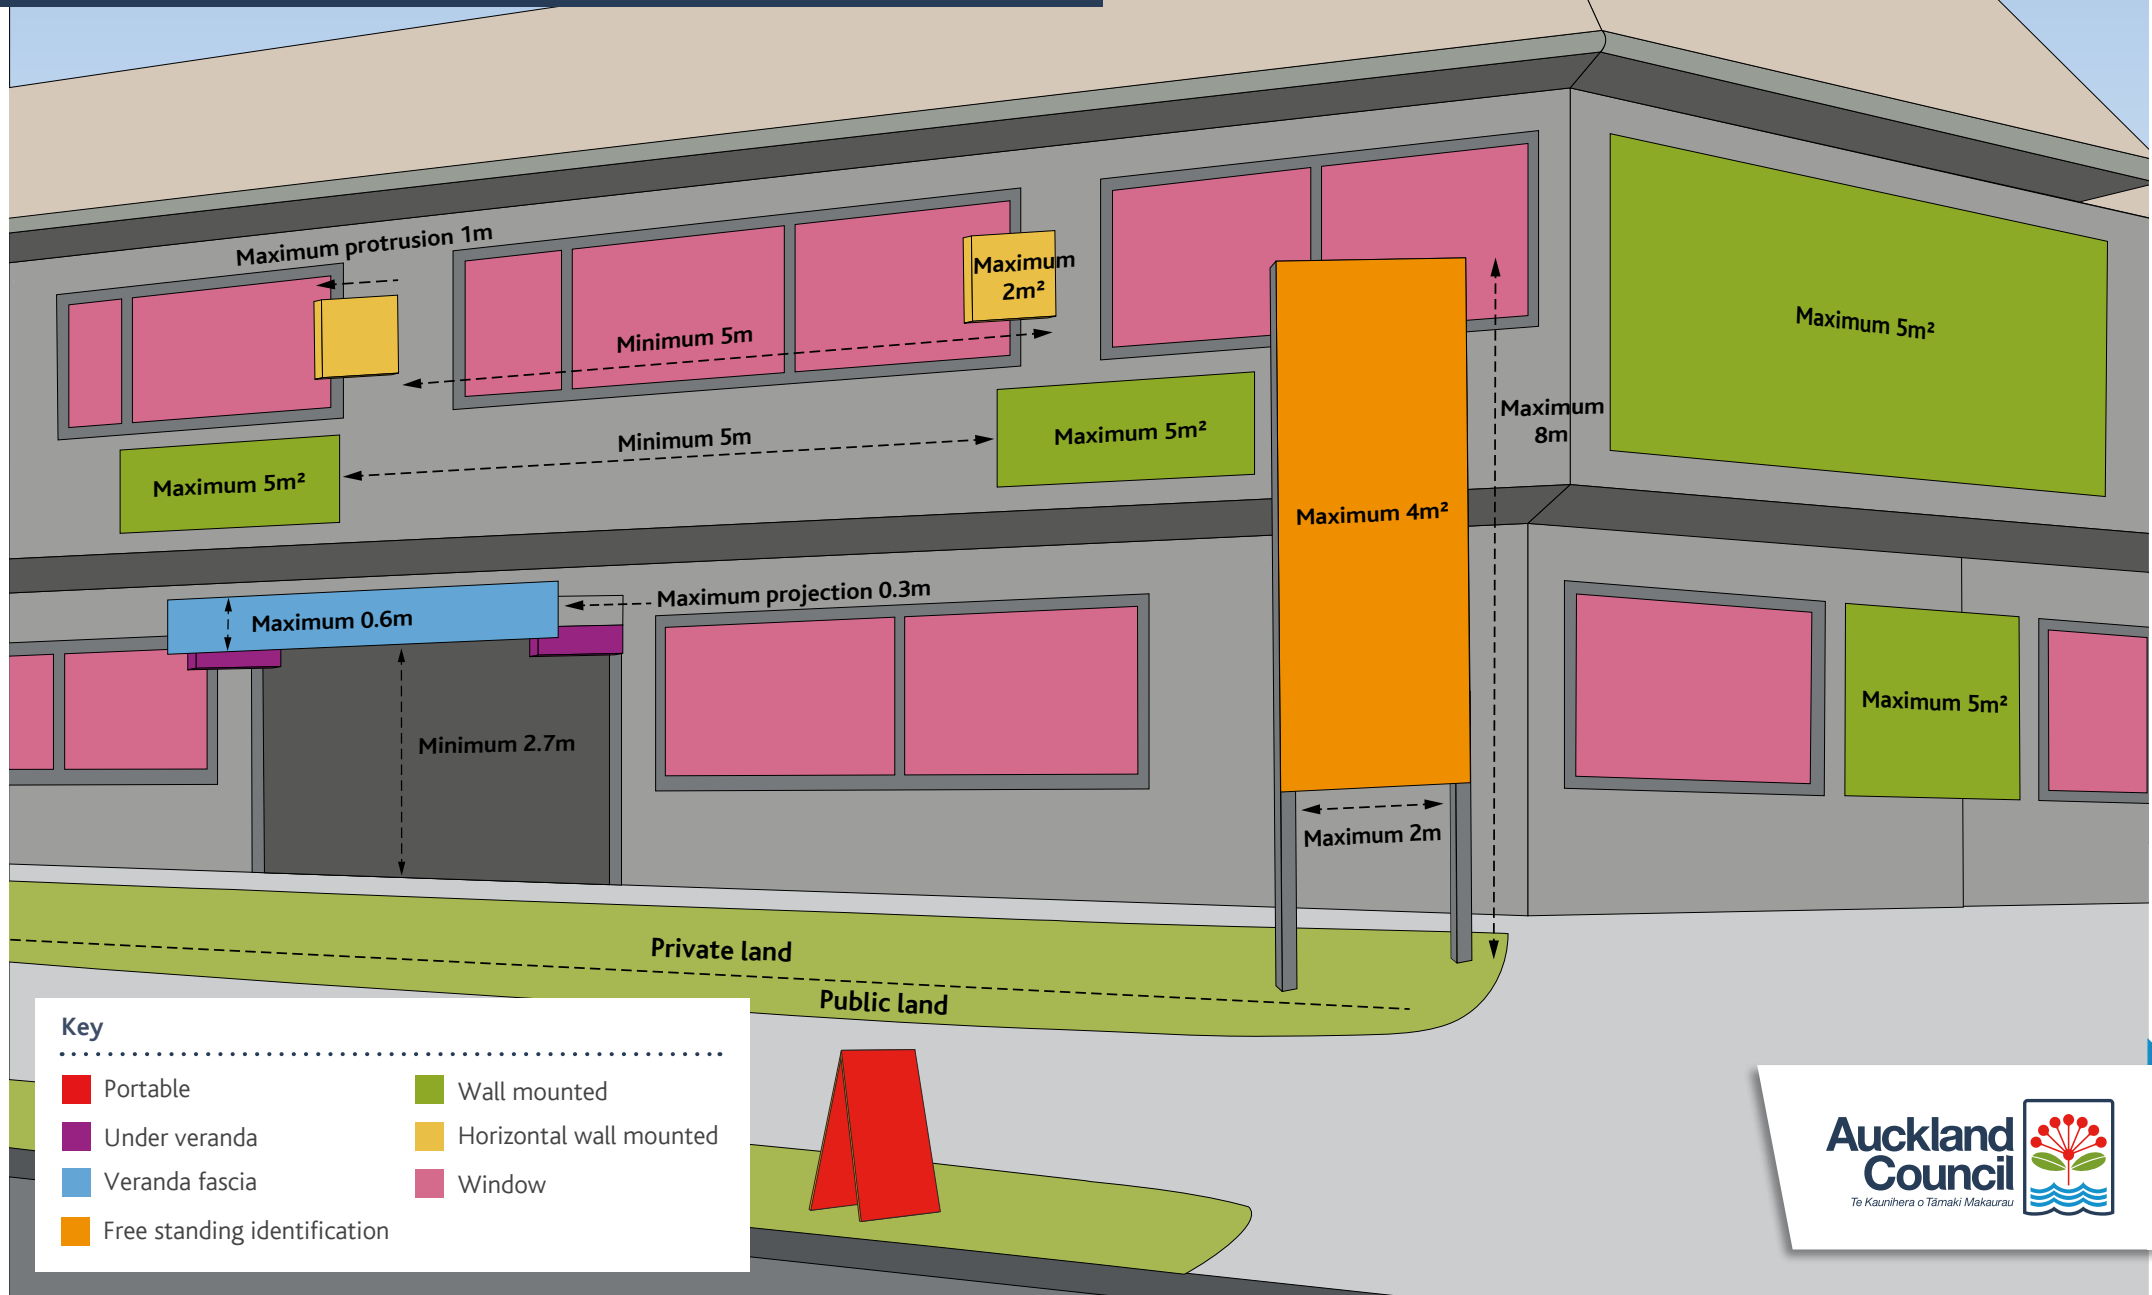 Maximum protrusion 1m
Maximum
2m²
Minimum 5m
Maximum 5m²
Maximum
8m
Minimum 5m
Maximum 5m²
Maximum 5m²
Maximum 4m²
Maximum projection 0.3m
Maximum 0.6m
Maximum 5m²
Minimum 2.7m
Maximum 2m
Private land
Public land
Key
Portable
Under veranda
Veranda fascia
Free standing identification
Wall mounted
Horizontal wall mounted
Window
Auckland
Council
Te Kaunihera o Tāmaki Makaurau